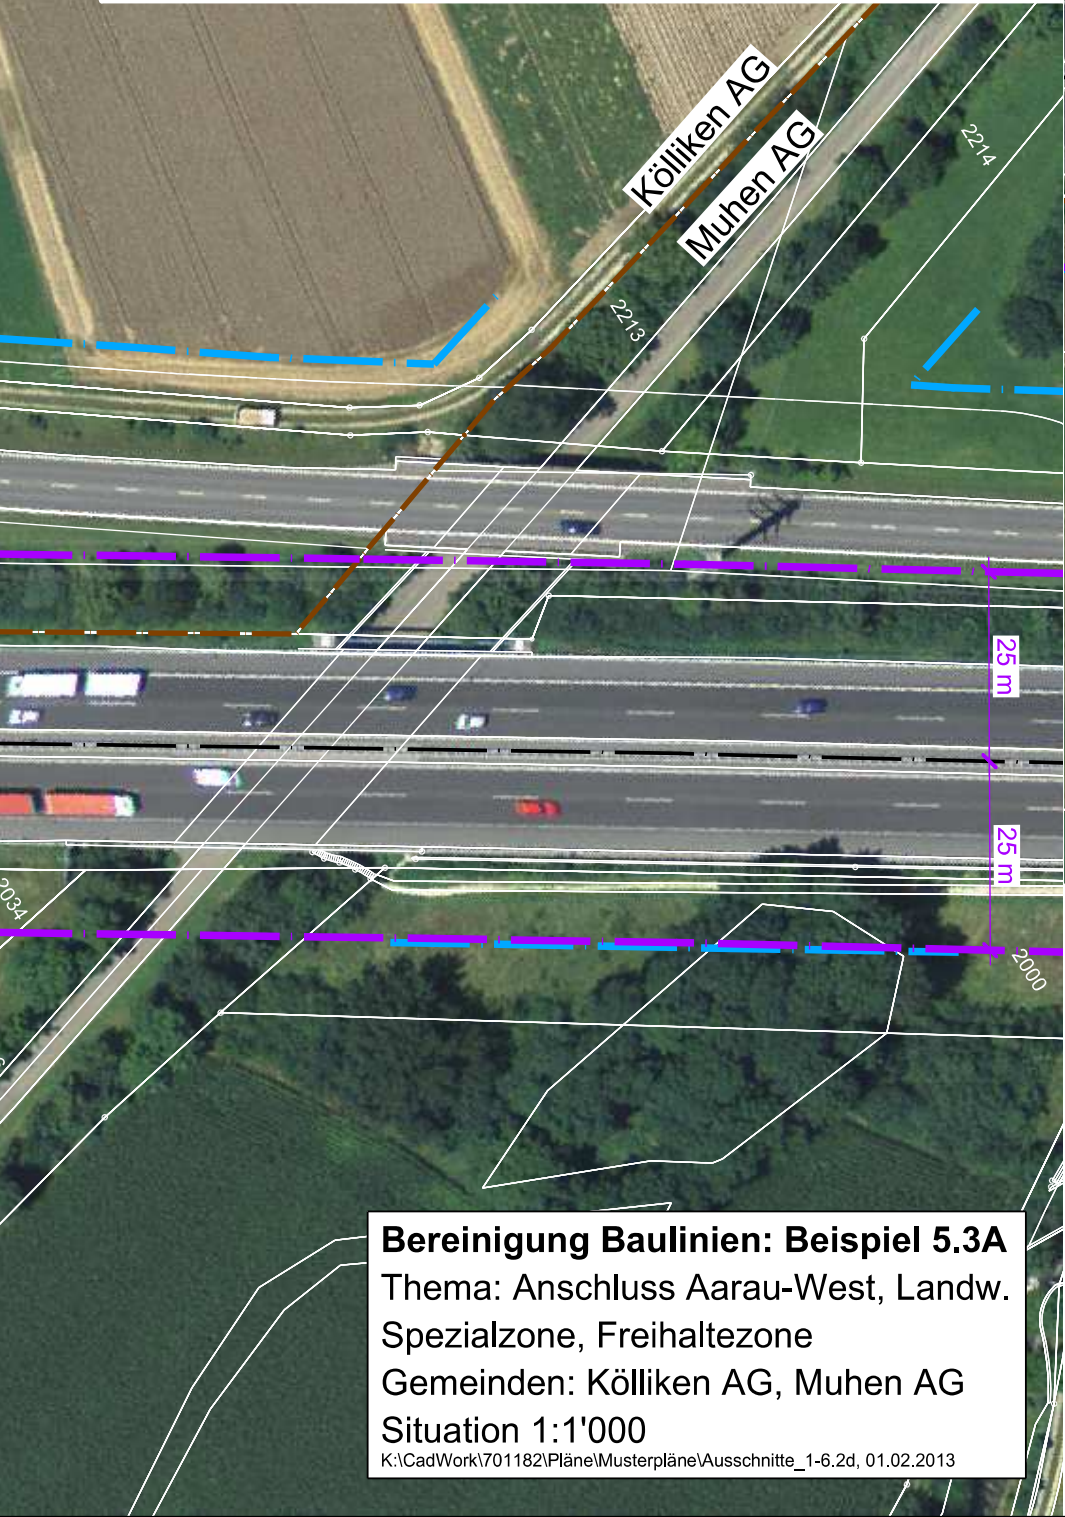 Kölliken AG
Muhen AG
2214
2213
25 m
25 m
2034
2000
Bereinigung Baulinien: Beispiel 5.3A
Thema: Anschluss Aarau-West, Landw.
Spezialzone, Freihaltezone
Gemeinden: Kölliken AG, Muhen AG
Situation 1:1'000
K:\CadWork\701182\Pläne\Musterpläne\Ausschnitte_1-6.2d, 01.02.2013